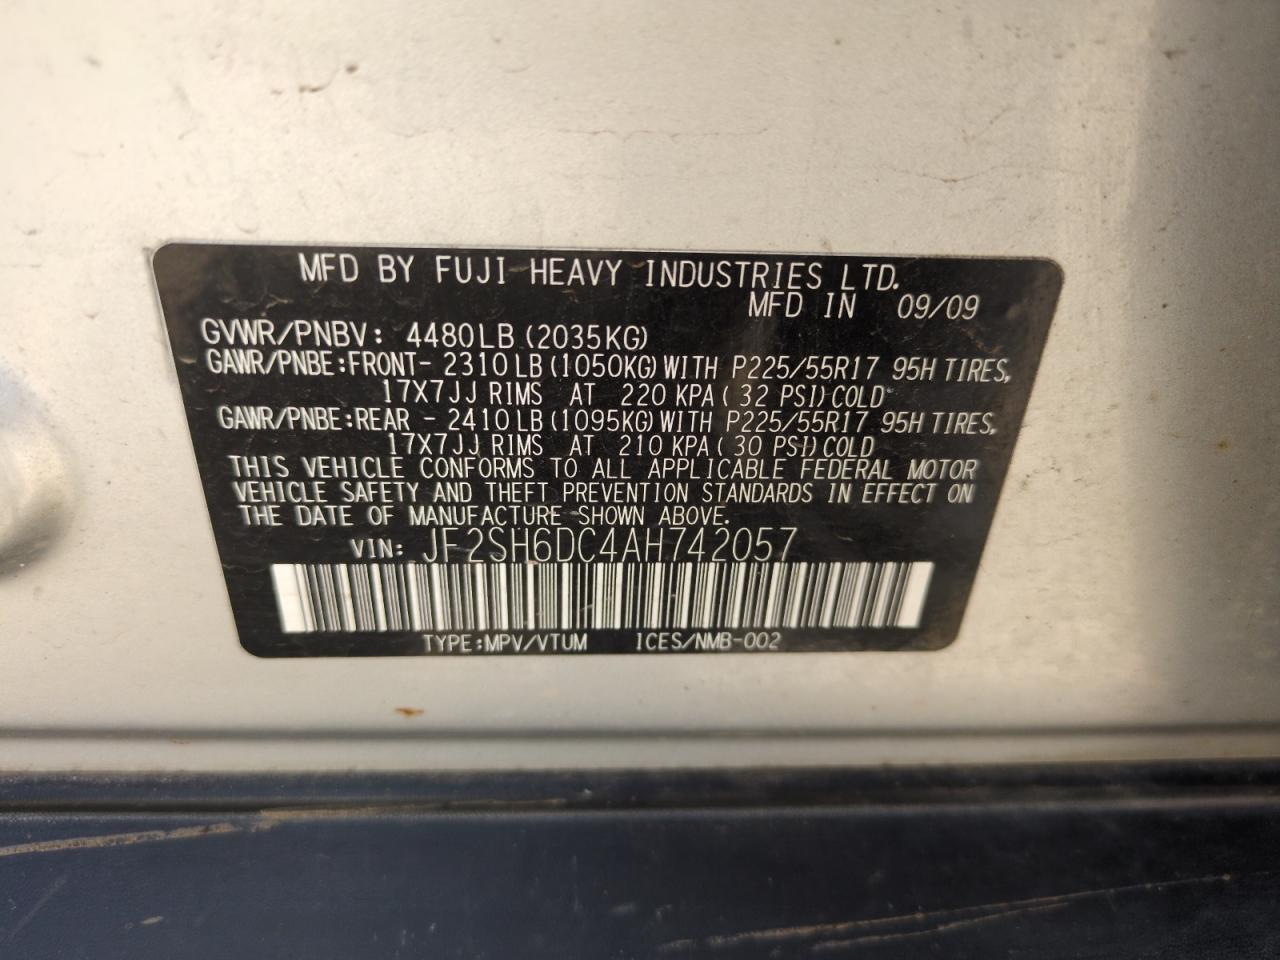 MFD BY FUJI HEAVY INDUSTRIES LTD.
MFD IN 09/09
GVWR/PNBV: 4480LB (2035KG)
GAWR/PNBE:FRONT- 2310LB (1050KG) WITH P225/55R17 95H TIRES,
17X7JJ RIMS AT 220 KPA ( 32 PSI) COLD
GAWR/PNBE:REAR - 2410LB (1095KG) WITH P225/55R17 95H TIRES,
17X7JJ RIMS AT 210 KPA ( 30 PSI) COLD
THIS VEHICLE CONFORMS TO ALL APPLICABLE FEDERAL MOTOR
VEHICLE SAFETY AND THEFT PREVENTION STANDARDS IN EFFECT ON
THE DATE OF MANUFACTURE SHOWN ABOVE.
VIN: JF2SH6DC4AH742057
TYPE:MPV/VTUM ICES/NMB-002